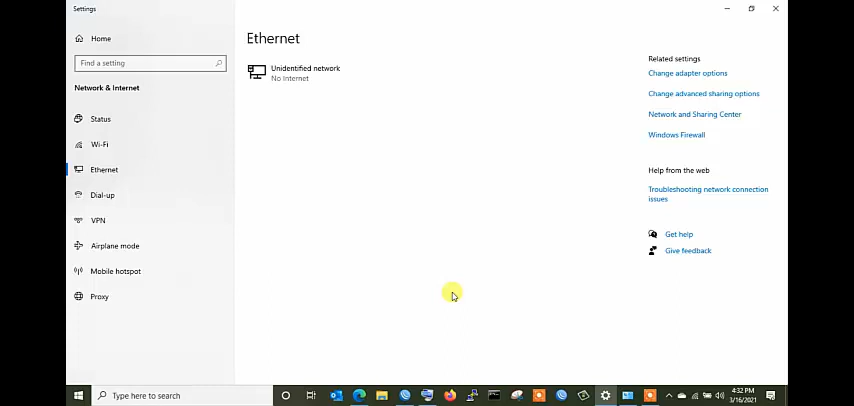 Settings
Home
Find a setting
Network & Internet
Status
Wi-Fi
Ethernet
Dial-up
VPN
Airplane mode
Mobile hotspot
Proxy
Ethernet
Unidentified network
No Internet
Related settings
Change adapter options
Change advanced sharing options
Network and Sharing Center
Windows Firewall
Help from the web
Troubleshooting network connection
issues
Get help
Give feedback
Type here to search
4:32 PM
3/16/2021